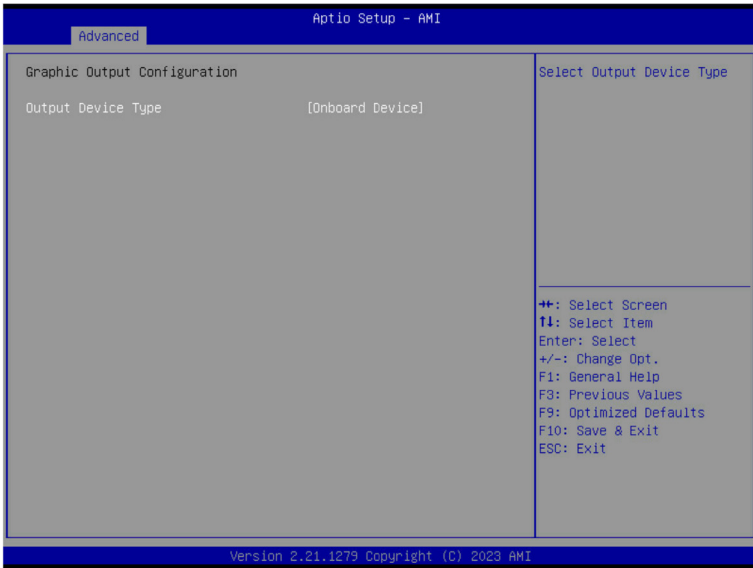 Aptio Setup – AMI
Advanced
Graphic Output Configuration
Output Device Type [Onboard Device]
Select Output Device Type
→←: Select Screen
↑↓: Select Item
Enter: Select
+/-: Change Opt.
F1: General Help
F3: Previous Values
F9: Optimized Defaults
F10: Save & Exit
ESC: Exit
Version 2.21.1279 Copyright (C) 2023 AMI